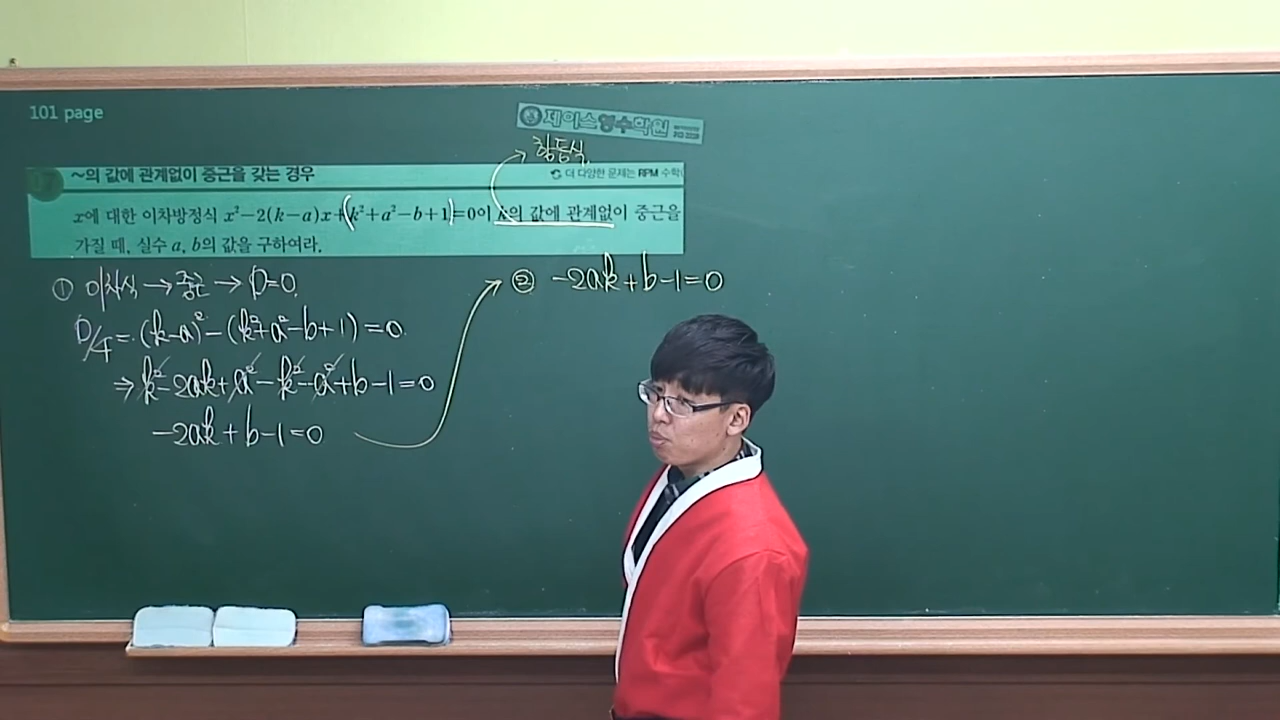 101 page
제이스영수학원
항등식
~의 값에 관계없이 중근을 갖는 경우
더 다양한 문제는 RPM 수학
x에 대한 이차방정식 x²−2(k−a)x+(k²+a²−b+1)=0이 k의 값에 관계없이 중근을
가질 때, 실수 a, b의 값을 구하여라.
① 이차식 → 중근 → D=0
D/4 = (k−a)² − (k²+a²−b+1) = 0
⇒ k²−2ak+a²−k²−a²+b−1=0
−2ak+b−1=0
② −2ak+b−1=0